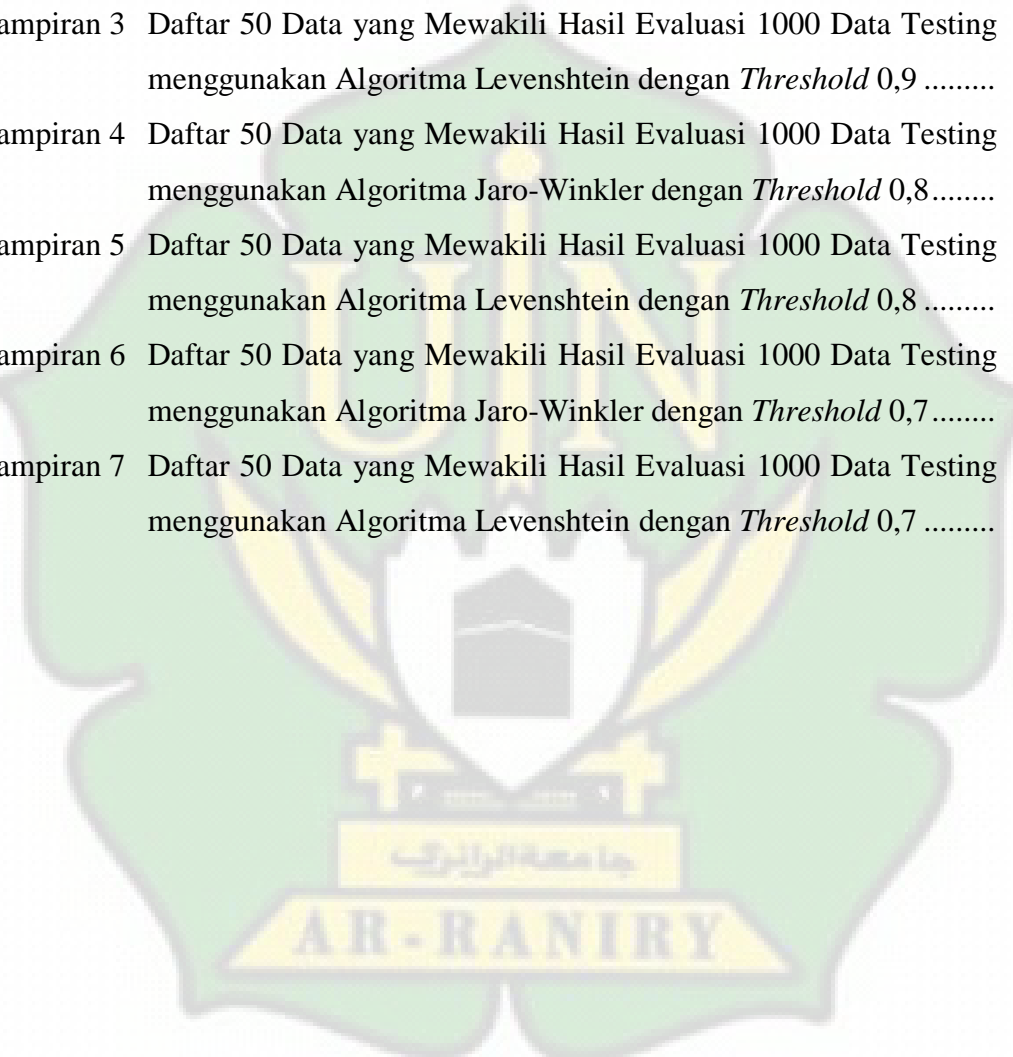 ampiran 3 Daftar 50 Data yang Mewakili Hasil Evaluasi 1000 Data Testing
menggunakan Algoritma Levenshtein dengan Threshold 0,9 .........
ampiran 4 Daftar 50 Data yang Mewakili Hasil Evaluasi 1000 Data Testing
menggunakan Algoritma Jaro-Winkler dengan Threshold 0,8........
ampiran 5 Daftar 50 Data yang Mewakili Hasil Evaluasi 1000 Data Testing
menggunakan Algoritma Levenshtein dengan Threshold 0,8 .........
ampiran 6 Daftar 50 Data yang Mewakili Hasil Evaluasi 1000 Data Testing
menggunakan Algoritma Jaro-Winkler dengan Threshold 0,7........
ampiran 7 Daftar 50 Data yang Mewakili Hasil Evaluasi 1000 Data Testing
menggunakan Algoritma Levenshtein dengan Threshold 0,7 .........
UIN
جامعة الرانري
AR-RANIRY